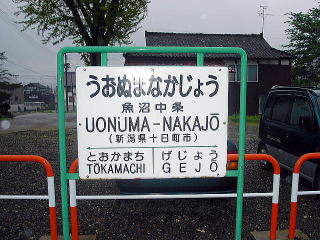 うおぬまなかじょう
魚沼中条
UONUMA-NAKAJŌ
(新潟県十日町市)
とおかまち げじょう
TŌKAMACHI GEJŌ